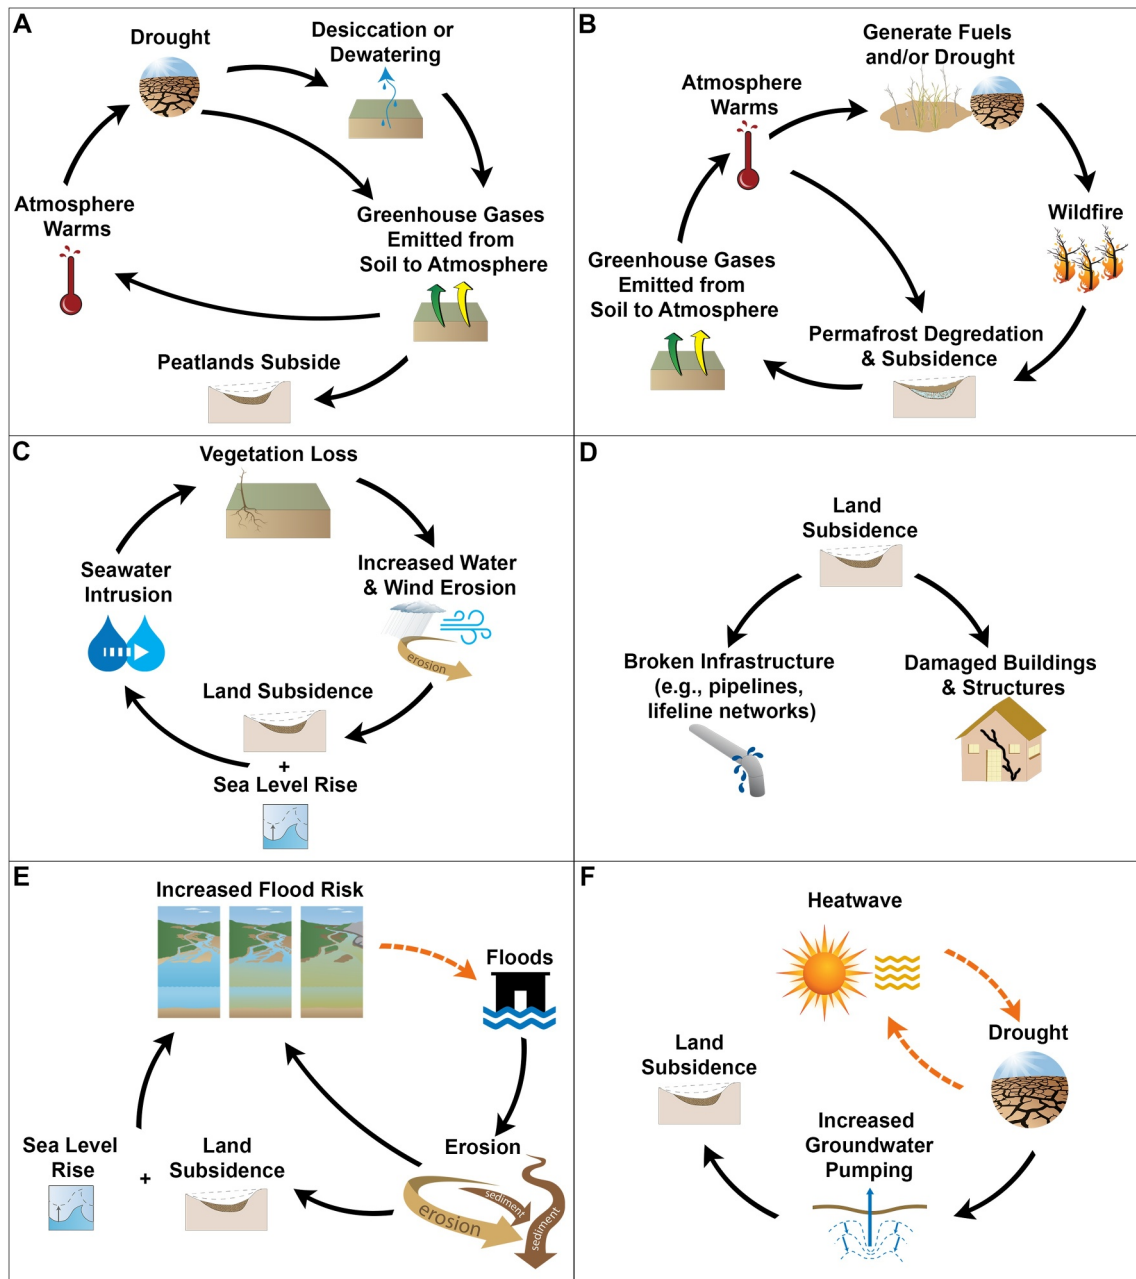 A
Drought
Desiccation or
Dewatering
Atmosphere
Warms
Greenhouse Gases
Emitted from
Soil to Atmosphere
Peatlands Subside
B
Generate Fuels
and/or Drought
Atmosphere
Warms
Wildfire
Greenhouse Gases
Emitted from
Soil to Atmosphere
Permafrost Degredation
& Subsidence
C
Vegetation Loss
Seawater
Intrusion
Increased Water
& Wind Erosion
erosion
Land Subsidence
+
Sea Level Rise
D
Land
Subsidence
Broken Infrastructure
(e.g., pipelines,
lifeline networks)
Damaged Buildings
& Structures
E
Increased Flood Risk
Floods
Erosion
erosion
sediment
sediment
Sea Level
Rise
+
Land
Subsidence
F
Heatwave
Drought
Land
Subsidence
Increased
Groundwater
Pumping